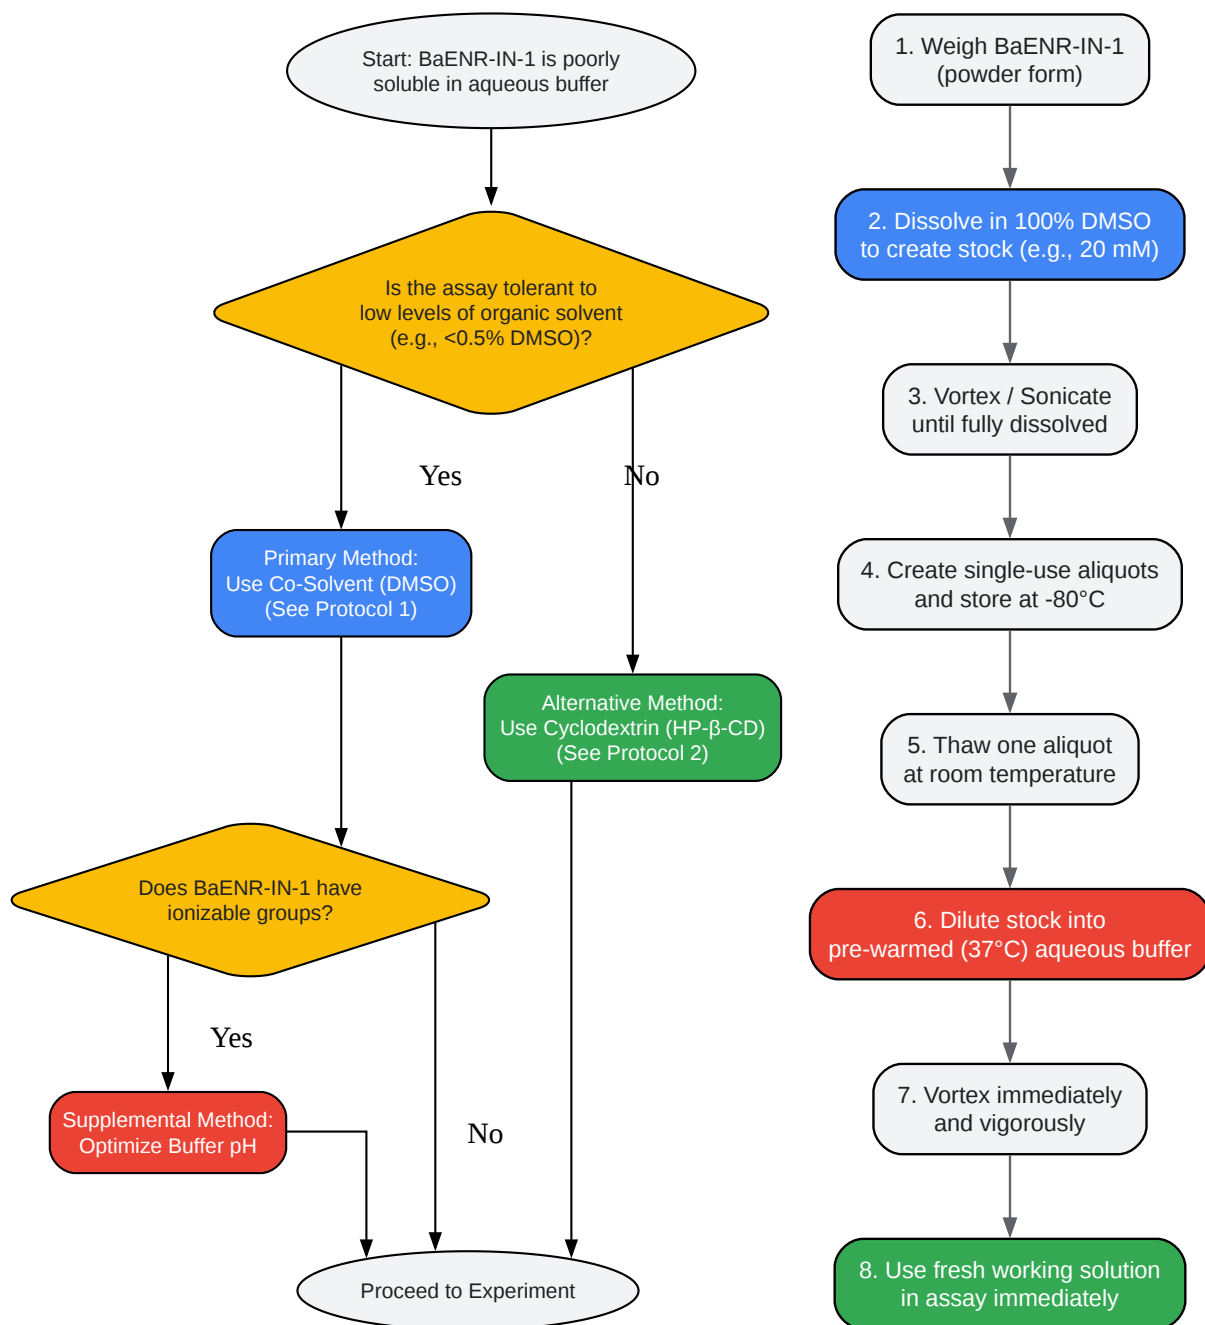 Start: BaENR-IN-1 is poorly
soluble in aqueous buffer
Is the assay tolerant to
low levels of organic solvent
(e.g., <0.5% DMSO)?
Yes
No
Primary Method:
Use Co-Solvent (DMSO)
(See Protocol 1)
Alternative Method:
Use Cyclodextrin (HP-β-CD)
(See Protocol 2)
Does BaENR-IN-1 have
ionizable groups?
Yes
No
Supplemental Method:
Optimize Buffer pH
Proceed to Experiment
1. Weigh BaENR-IN-1
(powder form)
2. Dissolve in 100% DMSO
to create stock (e.g., 20 mM)
3. Vortex / Sonicate
until fully dissolved
4. Create single-use aliquots
and store at -80°C
5. Thaw one aliquot
at room temperature
6. Dilute stock into
pre-warmed (37°C) aqueous buffer
7. Vortex immediately
and vigorously
8. Use fresh working solution
in assay immediately